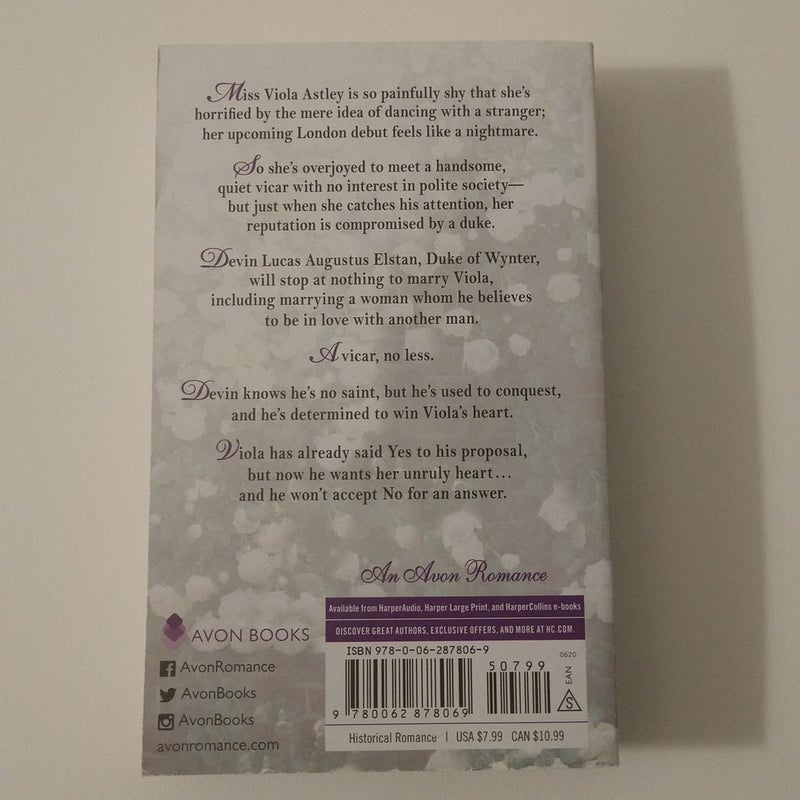 Miss Viola Astley is so painfully shy that she's
horrified by the mere idea of dancing with a stranger;
her upcoming London debut feels like a nightmare.
So she's overjoyed to meet a handsome,
quiet vicar with no interest in polite society—
but just when she catches his attention, her
reputation is compromised by a duke.
Devin Lucas Augustus Elstan, Duke of Wynter,
will stop at nothing to marry Viola,
including marrying a woman whom he believes
to be in love with another man.
A vicar, no less.
Devin knows he's no saint, but he's used to conquest,
and he's determined to win Viola's heart.
Viola has already said Yes to his proposal,
but now he wants her unruly heart...
and he won't accept No for an answer.
An Avon Romance
Available from HarperAudio, Harper Large Print, and HarperCollins e-books
DISCOVER GREAT AUTHORS, EXCLUSIVE OFFERS, AND MORE AT HC.COM.
AVON BOOKS
AvonRomance
AvonBooks
AvonBooks
avonromance.com
ISBN 978-0-06-287806-9
50799
0620
EAN
S
9 780062 878069
Historical Romance | USA $7.99 CAN $10.99